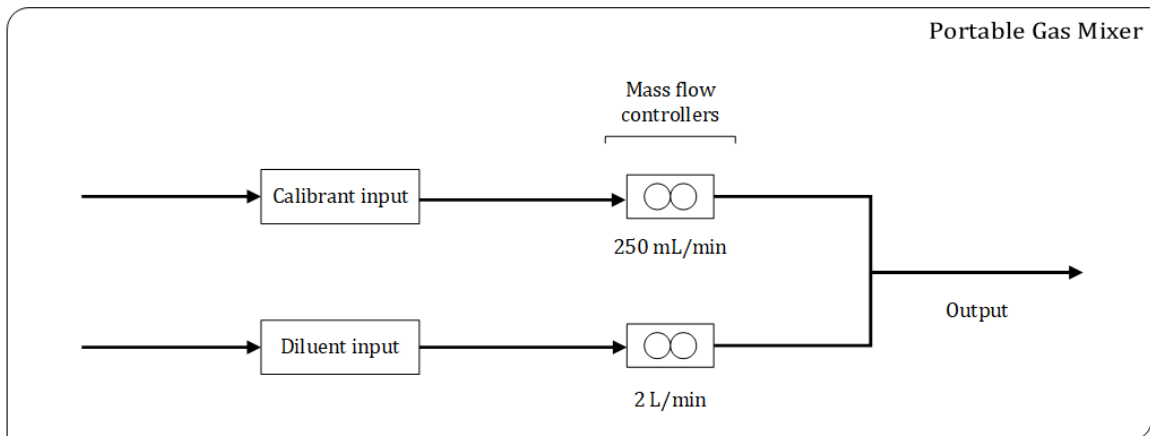 Portable Gas Mixer
Mass flow
controllers
Calibrant input
250 mL/min
Output
Diluent input
2 L/min